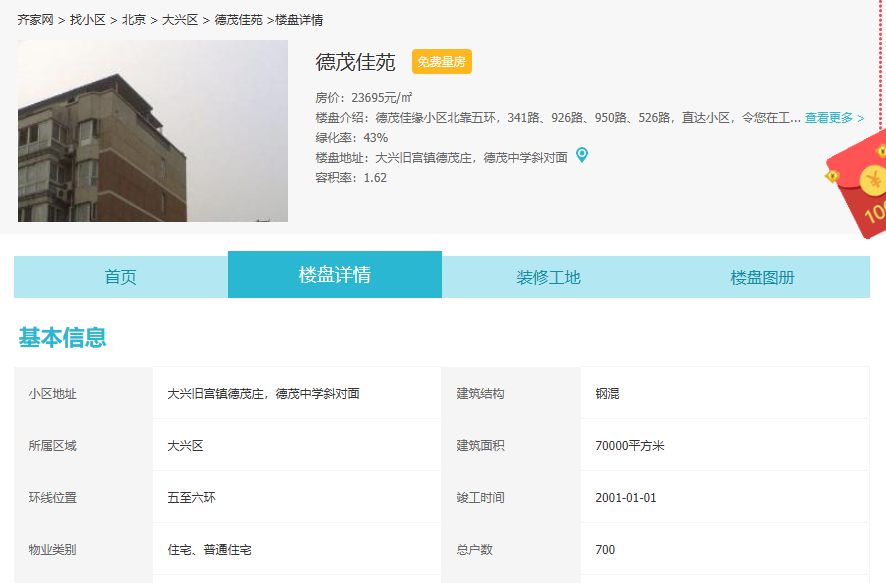 齐家网 > 找小区 > 北京 > 大兴区 > 德茂佳苑 >楼盘详情
德茂佳苑 免费量房
房价：23695元/㎡
楼盘介绍：德茂佳缘小区北靠五环，341路、926路、950路、526路，直达小区，令您在工... 查看更多 >
绿化率：43%
楼盘地址：大兴旧宫镇德茂庄，德茂中学斜对面
容积率：1.62
¥
首页 楼盘详情 装修工地 楼盘图册
基本信息
小区地址 大兴旧宫镇德茂庄，德茂中学斜对面 建筑结构 钢混
所属区域 大兴区 建筑面积 70000平方米
环线位置 五至六环 竣工时间 2001-01-01
物业类别 住宅、普通住宅 总户数 700